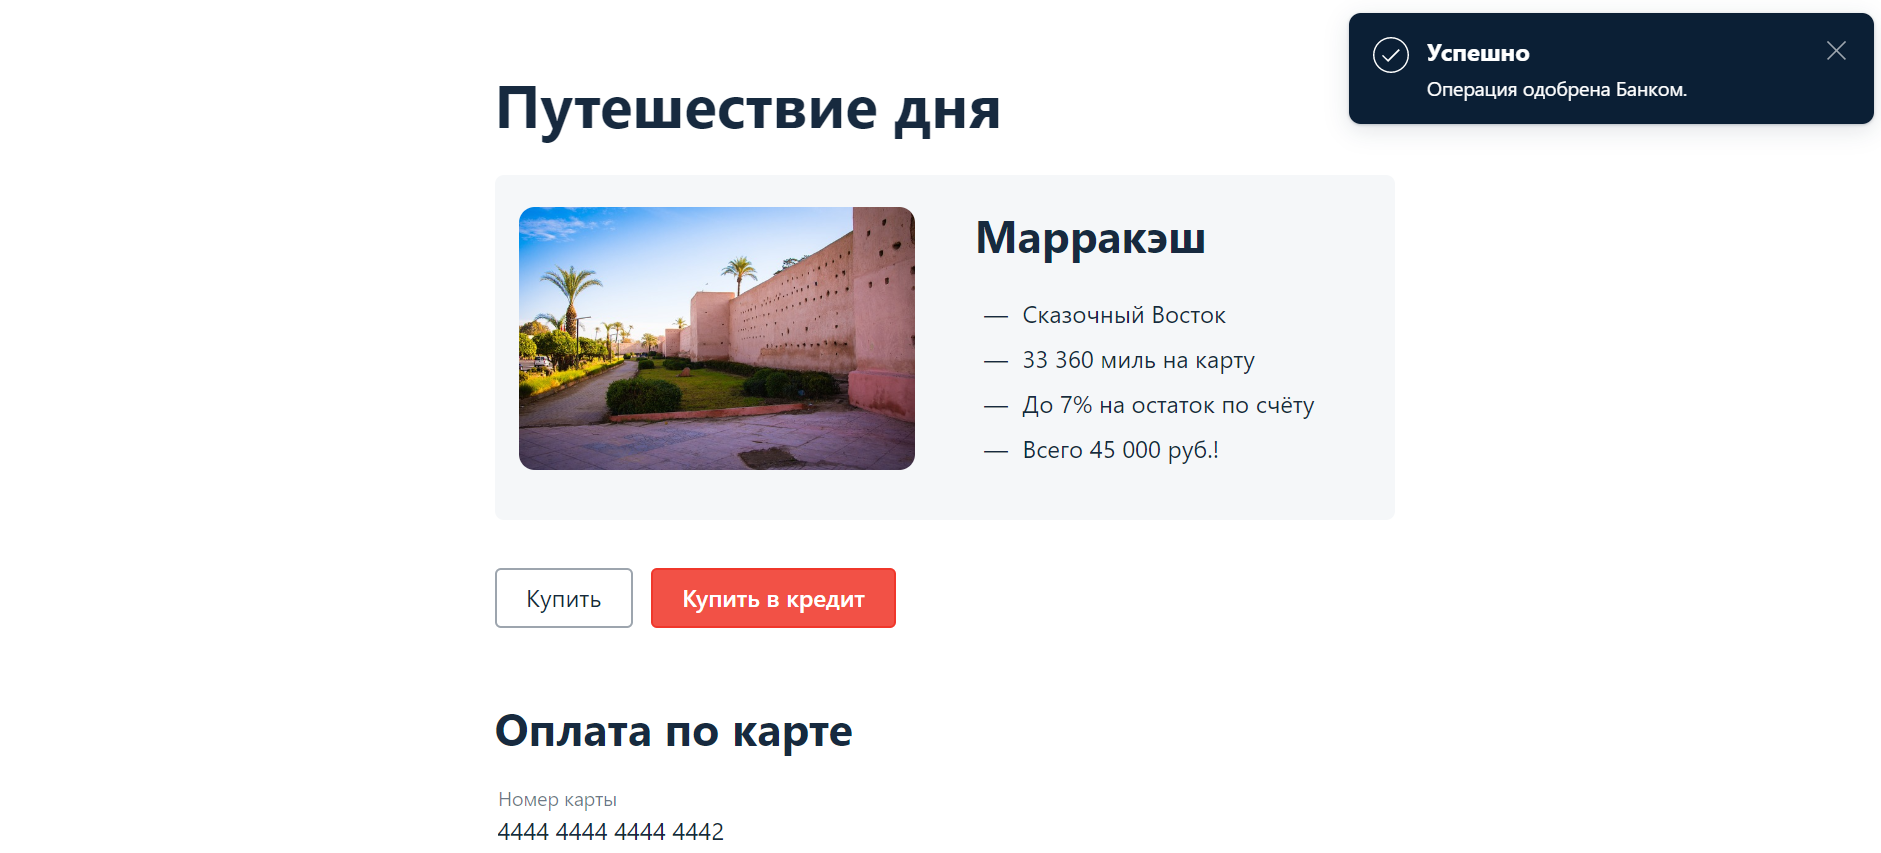 Успешно
Операция одобрена Банком.
Путешествие дня
Марракэш
— Сказочный Восток
— 33 360 миль на карту
— До 7% на остаток по счёту
— Всего 45 000 руб.!
Купить
Купить в кредит
Оплата по карте
Номер карты
4444 4444 4444 4442